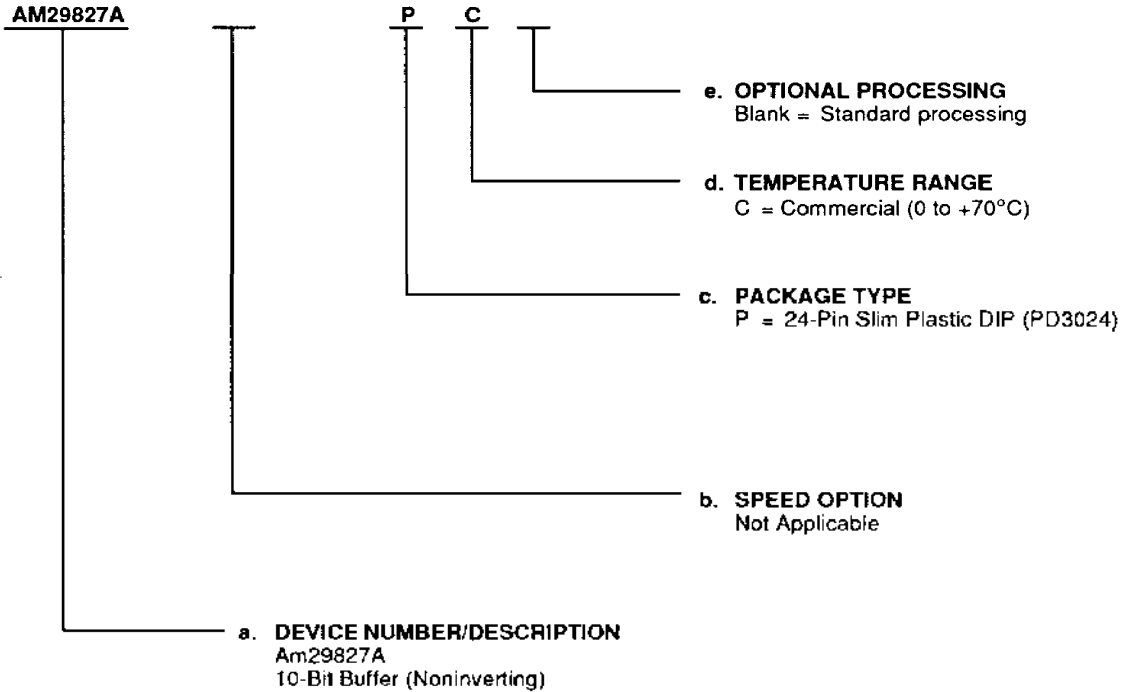 AM29827A P C
e. OPTIONAL PROCESSING
Blank = Standard processing
d. TEMPERATURE RANGE
C = Commercial (0 to +70°C)
c. PACKAGE TYPE
P = 24-Pin Slim Plastic DIP (PD3024)
b. SPEED OPTION
Not Applicable
a. DEVICE NUMBER/DESCRIPTION
Am29827A
10-Bit Buffer (Noninverting)